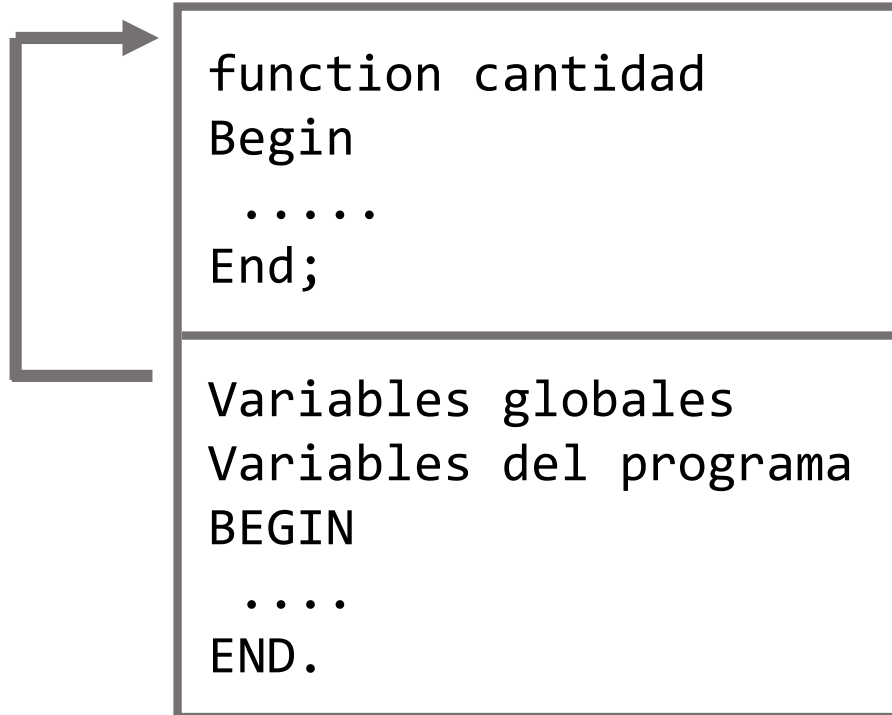 function cantidad
Begin
.....
End;
Variables globales
Variables del programa
BEGIN
....
END.